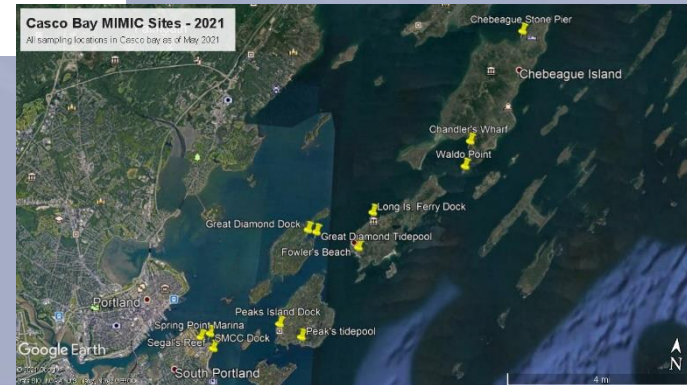 Casco Bay MIMIC Sites - 2021
All sampling locations in Casco bay as of May 2021
Chebeague Stone Pier
Chebeague Island
Chandler's Wharf
Waldo Point
Long Is. Ferry Dock
Great Diamond Dock
Great Diamond Tidepool
Fowler's Beach
Portland
Peaks Island Dock
Spring Point Marina
Peak's tidepool
Segal's Reef
SMCC Dock
Google Earth
South Portland
4 mi
N